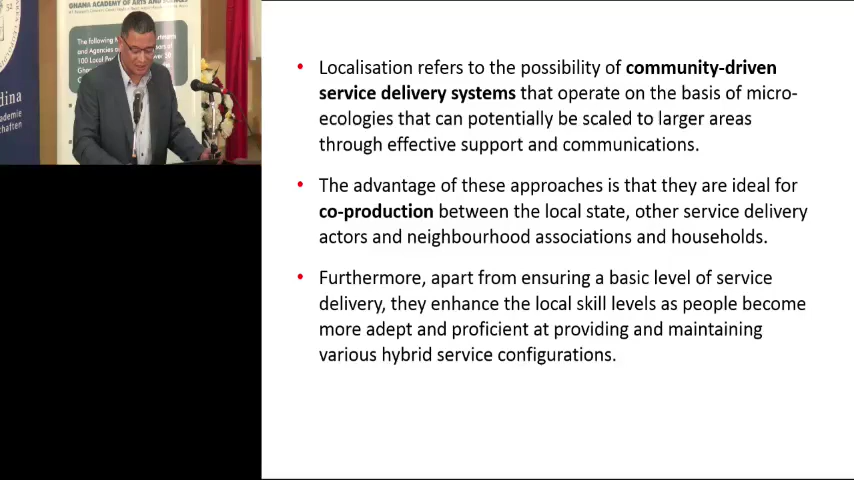 GHANA ACADEMY OF ARTS AND SCIENCES
The following
and Agencies
100 Local
dina
akademie
schaften
• Localisation refers to the possibility of community-driven
service delivery systems that operate on the basis of micro-
ecologies that can potentially be scaled to larger areas
through effective support and communications.
• The advantage of these approaches is that they are ideal for
co-production between the local state, other service delivery
actors and neighbourhood associations and households.
• Furthermore, apart from ensuring a basic level of service
delivery, they enhance the local skill levels as people become
more adept and proficient at providing and maintaining
various hybrid service configurations.